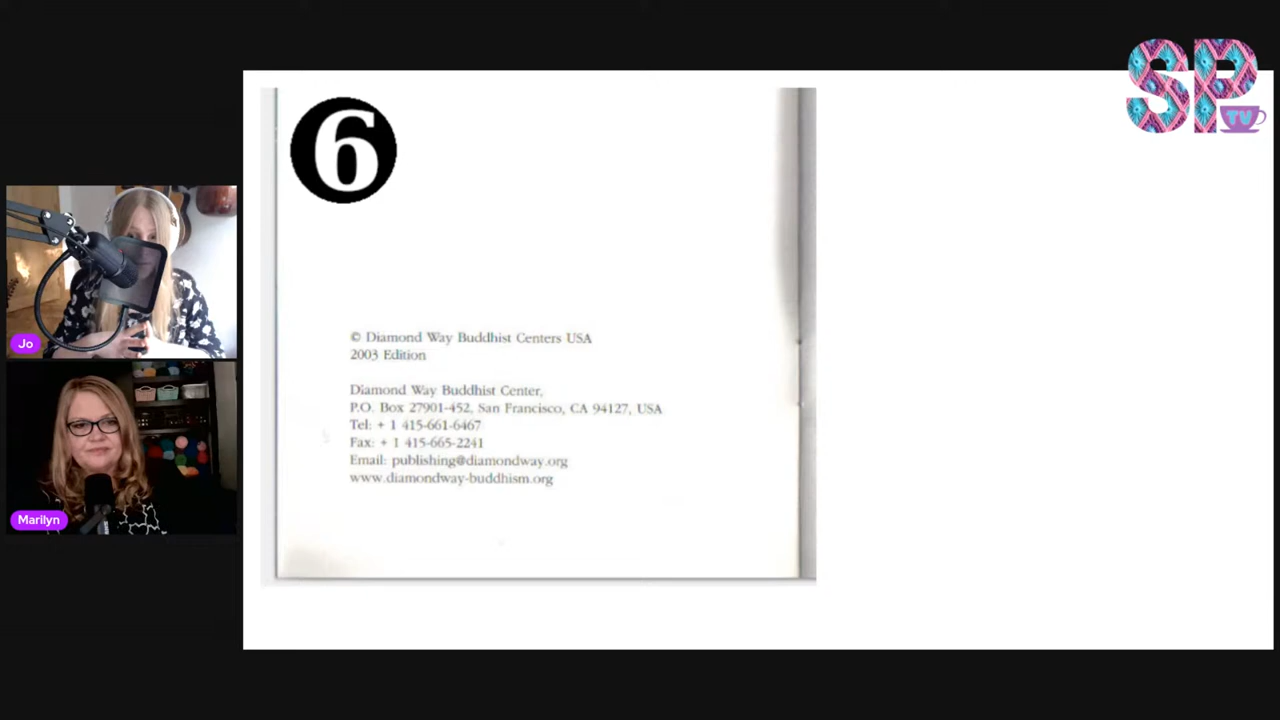 SP
TV
6
© Diamond Way Buddhist Centers USA
2003 Edition
Diamond Way Buddhist Center,
P.O. Box 27901-452, San Francisco, CA 94127, USA
Tel: + 1 415-661-6467
Fax: + 1 415-665-2241
Email: publishing@diamondway.org
www.diamondway-buddhism.org
Jo
Marilyn